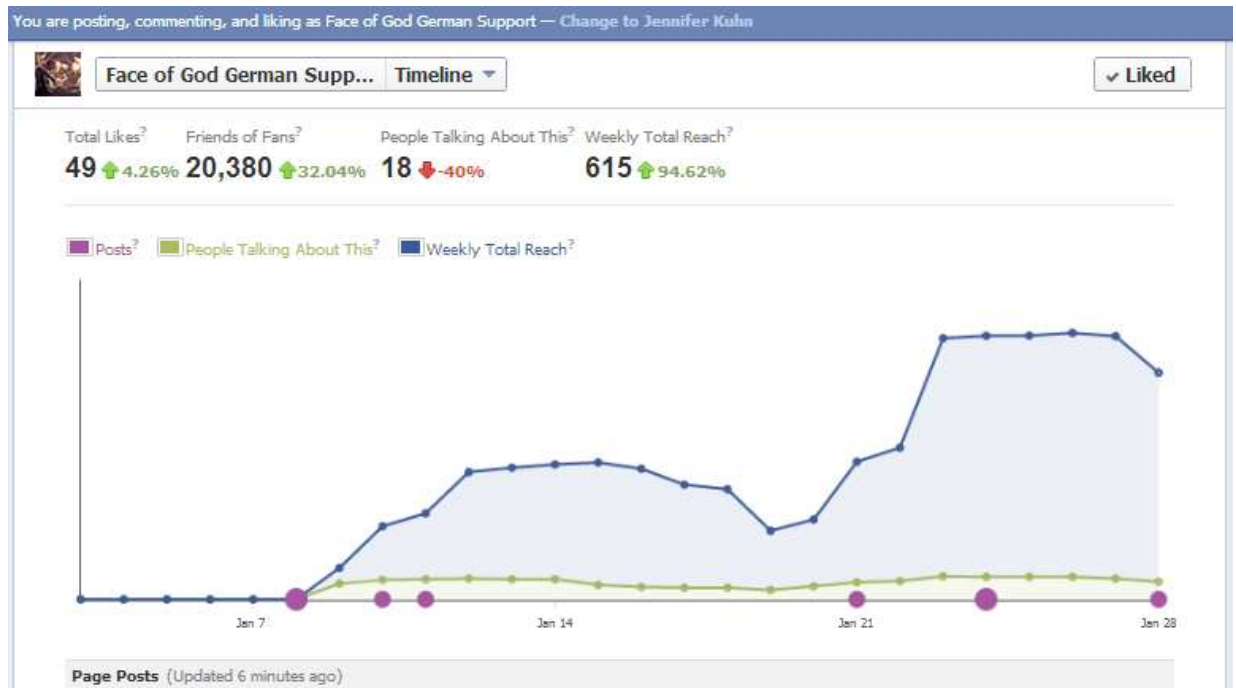 You are posting, commenting, and liking as Face of God German Support — Change to Jennifer Kuhn
Face of God German Supp... Timeline Liked
Total Likes? Friends of Fans? People Talking About This? Weekly Total Reach?
49 4.26% 20,380 32.04% 18 -40% 615 94.62%
Posts? People Talking About This? Weekly Total Reach?
Jan 7 Jan 14 Jan 21 Jan 28
Page Posts (Updated 6 minutes ago)